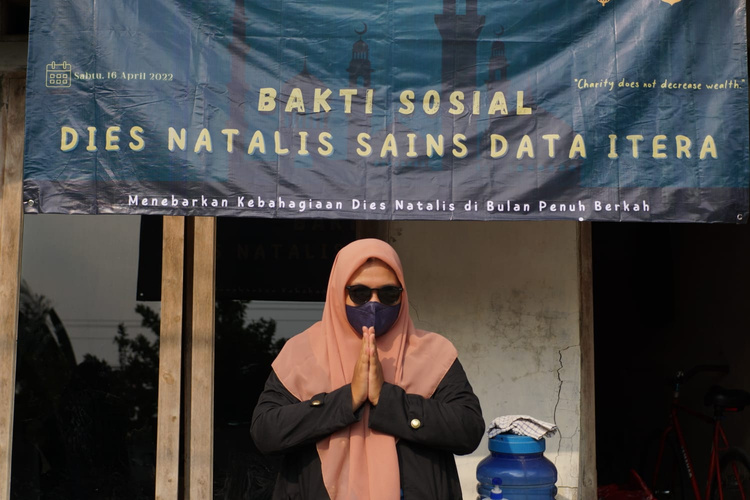 Sabtu, 16 April 2022
"Charity does not decrease wealth."
BAKTI SOSIAL
DIES NATALIS SAINS DATA ITERA
Menebarkan Kebahagiaan Dies Natalis di Bulan Penuh Berkah